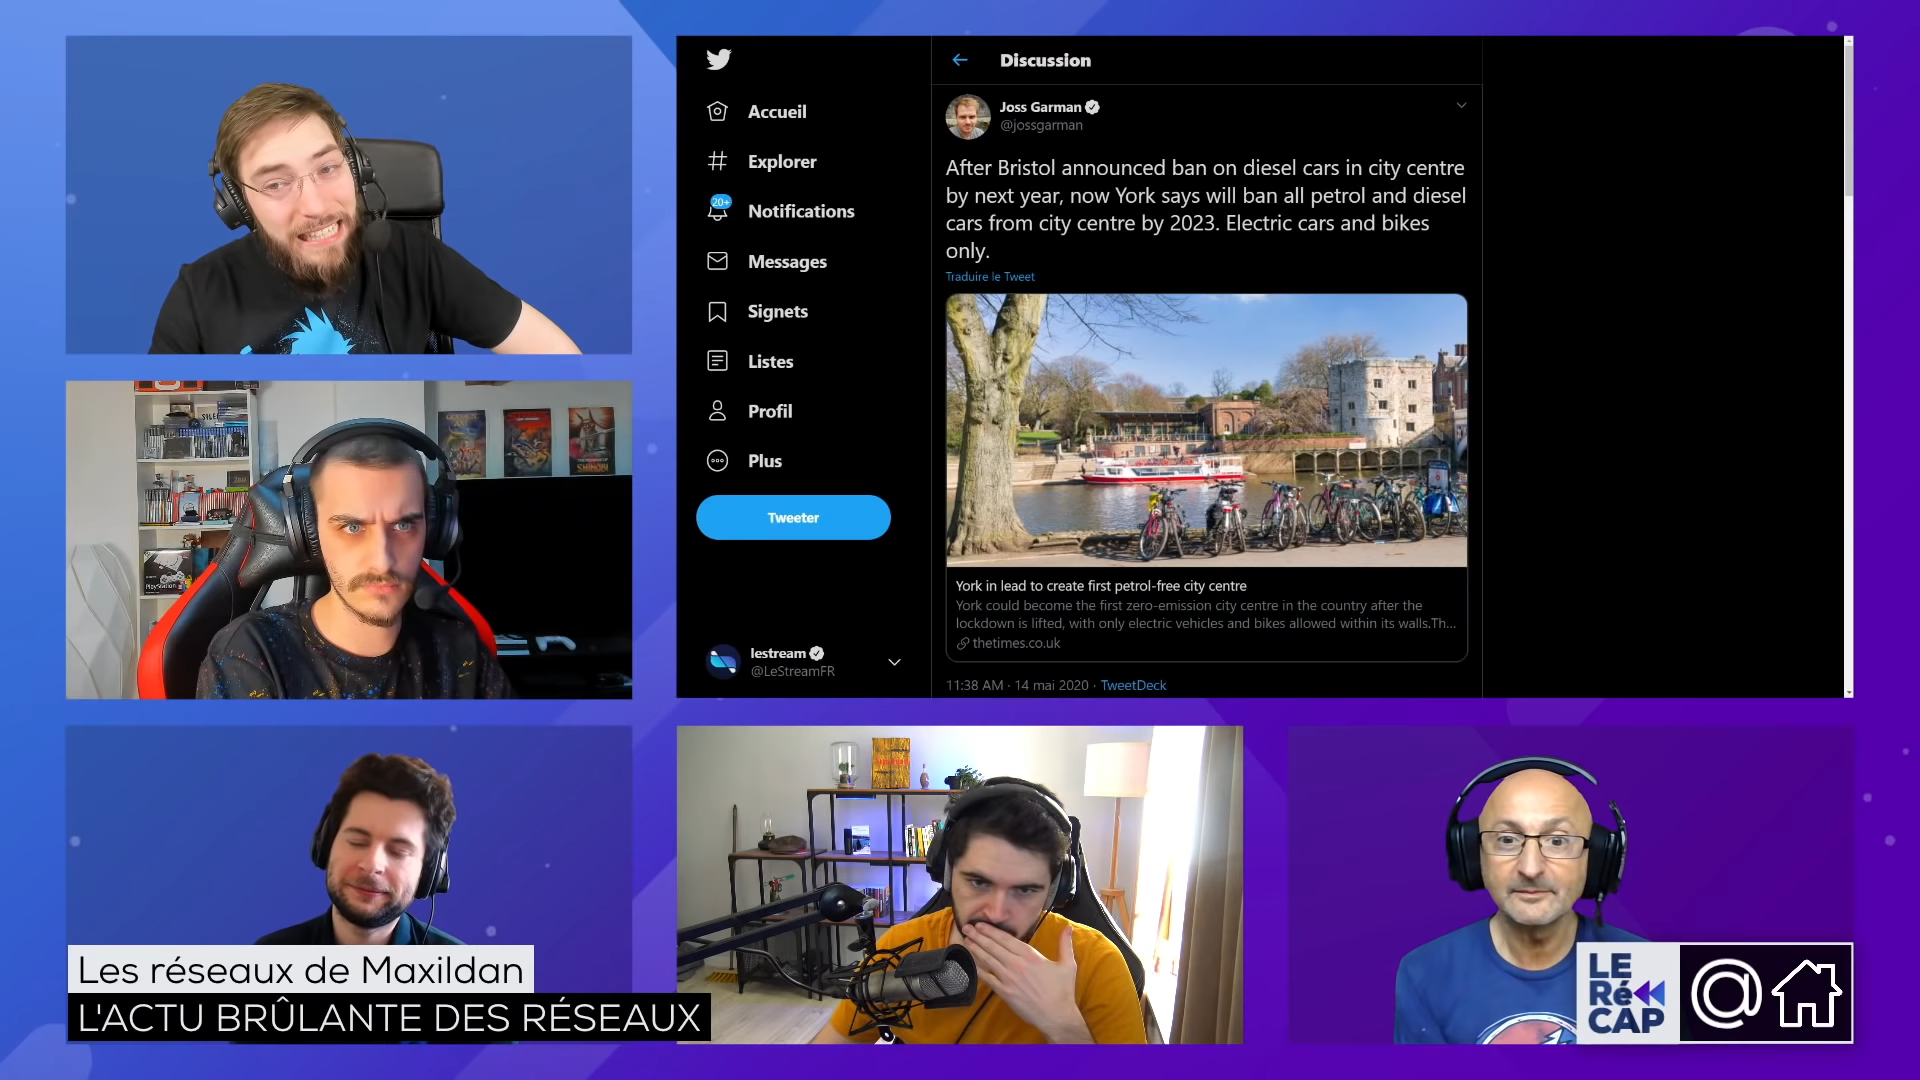 Discussion
Accueil
Explorer
20+
Notifications
Messages
Signets
Listes
Profil
Plus
Tweeter
lestream
@LeStreamFR
Joss Garman
@jossgarman
After Bristol announced ban on diesel cars in city centre
by next year, now York says will ban all petrol and diesel
cars from city centre by 2023. Electric cars and bikes
only.
Traduire le Tweet
York in lead to create first petrol-free city centre
York could become the first zero-emission city centre in the country after the
lockdown is lifted, with only electric vehicles and bikes allowed within its walls.Th...
thetimes.co.uk
11:38 AM · 14 mai 2020 · TweetDeck
PlayStation
SHINOBI
Les réseaux de Maxildan
L'ACTU BRÛLANTE DES RÉSEAUX
LE
Ré
CAP
@